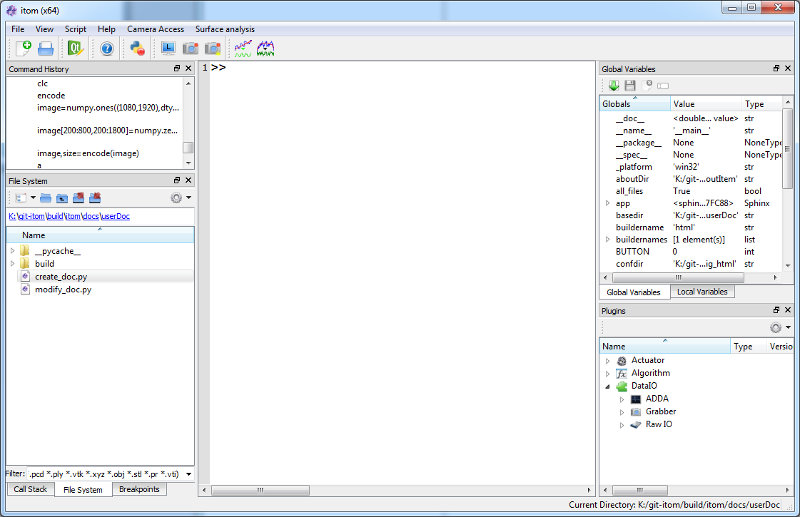 itom (x64)
File View Script Help Camera Access Surface analysis
Command History
clc
encode
image=numpy.ones((1080,1920),dty...
image[200:800,200:1800]=numpy.ze...
image,size=encode(image)
a
File System
K:\git-itom\build\itom\docs\userDoc
Name
__pycache__
build
create_doc.py
modify_doc.py
Filter: .pcd *.ply *.vtk *.xyz *.obj *.stl *.pr *.vti)
Call Stack File System Breakpoints
1 >>
Global Variables
Globals Value Type
__doc__ <double... value> str
__name__ '__main__' str
__package__ None NoneType
__spec__ None NoneType
_platform 'win32' str
aboutDir 'K:/git-...outItem' str
all_files True bool
app <sphin...7FC88> Sphinx
basedir 'K:/git-...userDoc' str
buildername 'html' str
buildernames [1 element(s)] list
BUTTON 0 int
confdir 'K:/git-...ig_html' str
Global Variables Local Variables
Plugins
Name Type Versio
Actuator
Algorithm
DataIO
ADDA
Grabber
Raw IO
Current Directory: K:/git-itom/build/itom/docs/userDoc